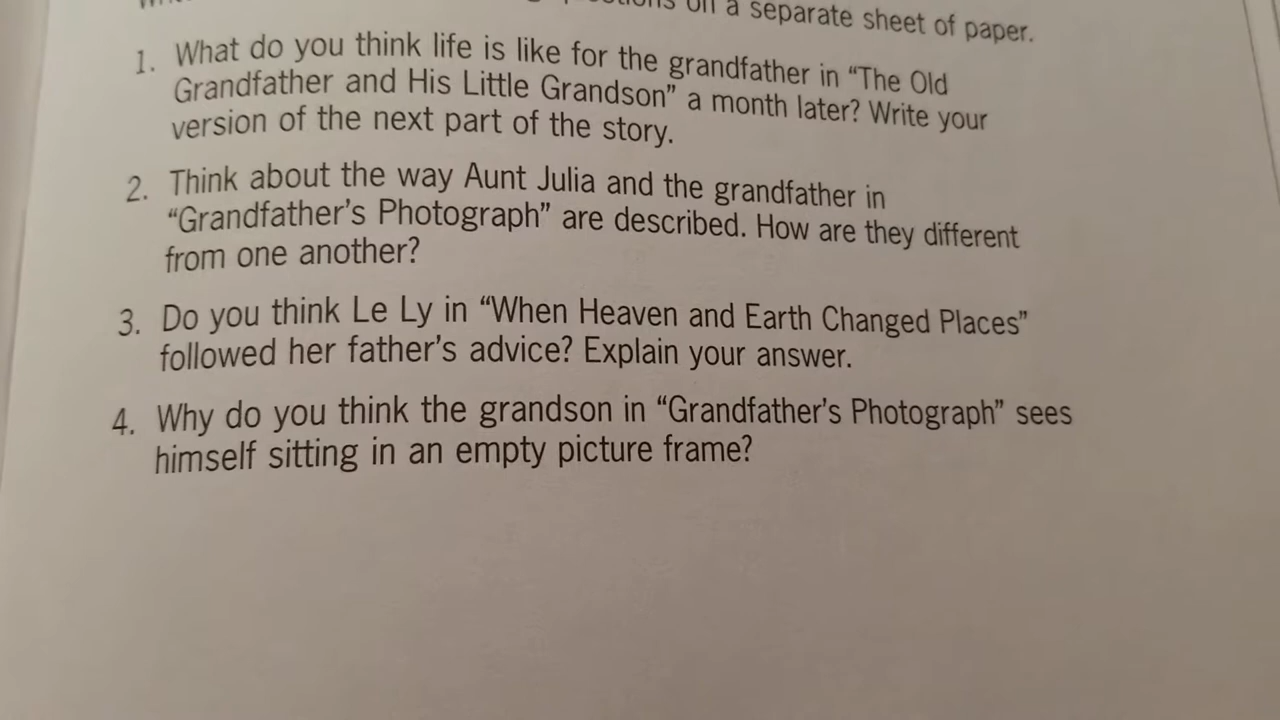 on a separate sheet of paper.
1. What do you think life is like for the grandfather in “The Old
Grandfather and His Little Grandson” a month later? Write your
version of the next part of the story.
2. Think about the way Aunt Julia and the grandfather in
“Grandfather’s Photograph” are described. How are they different
from one another?
3. Do you think Le Ly in “When Heaven and Earth Changed Places”
followed her father’s advice? Explain your answer.
4. Why do you think the grandson in “Grandfather’s Photograph” sees
himself sitting in an empty picture frame?